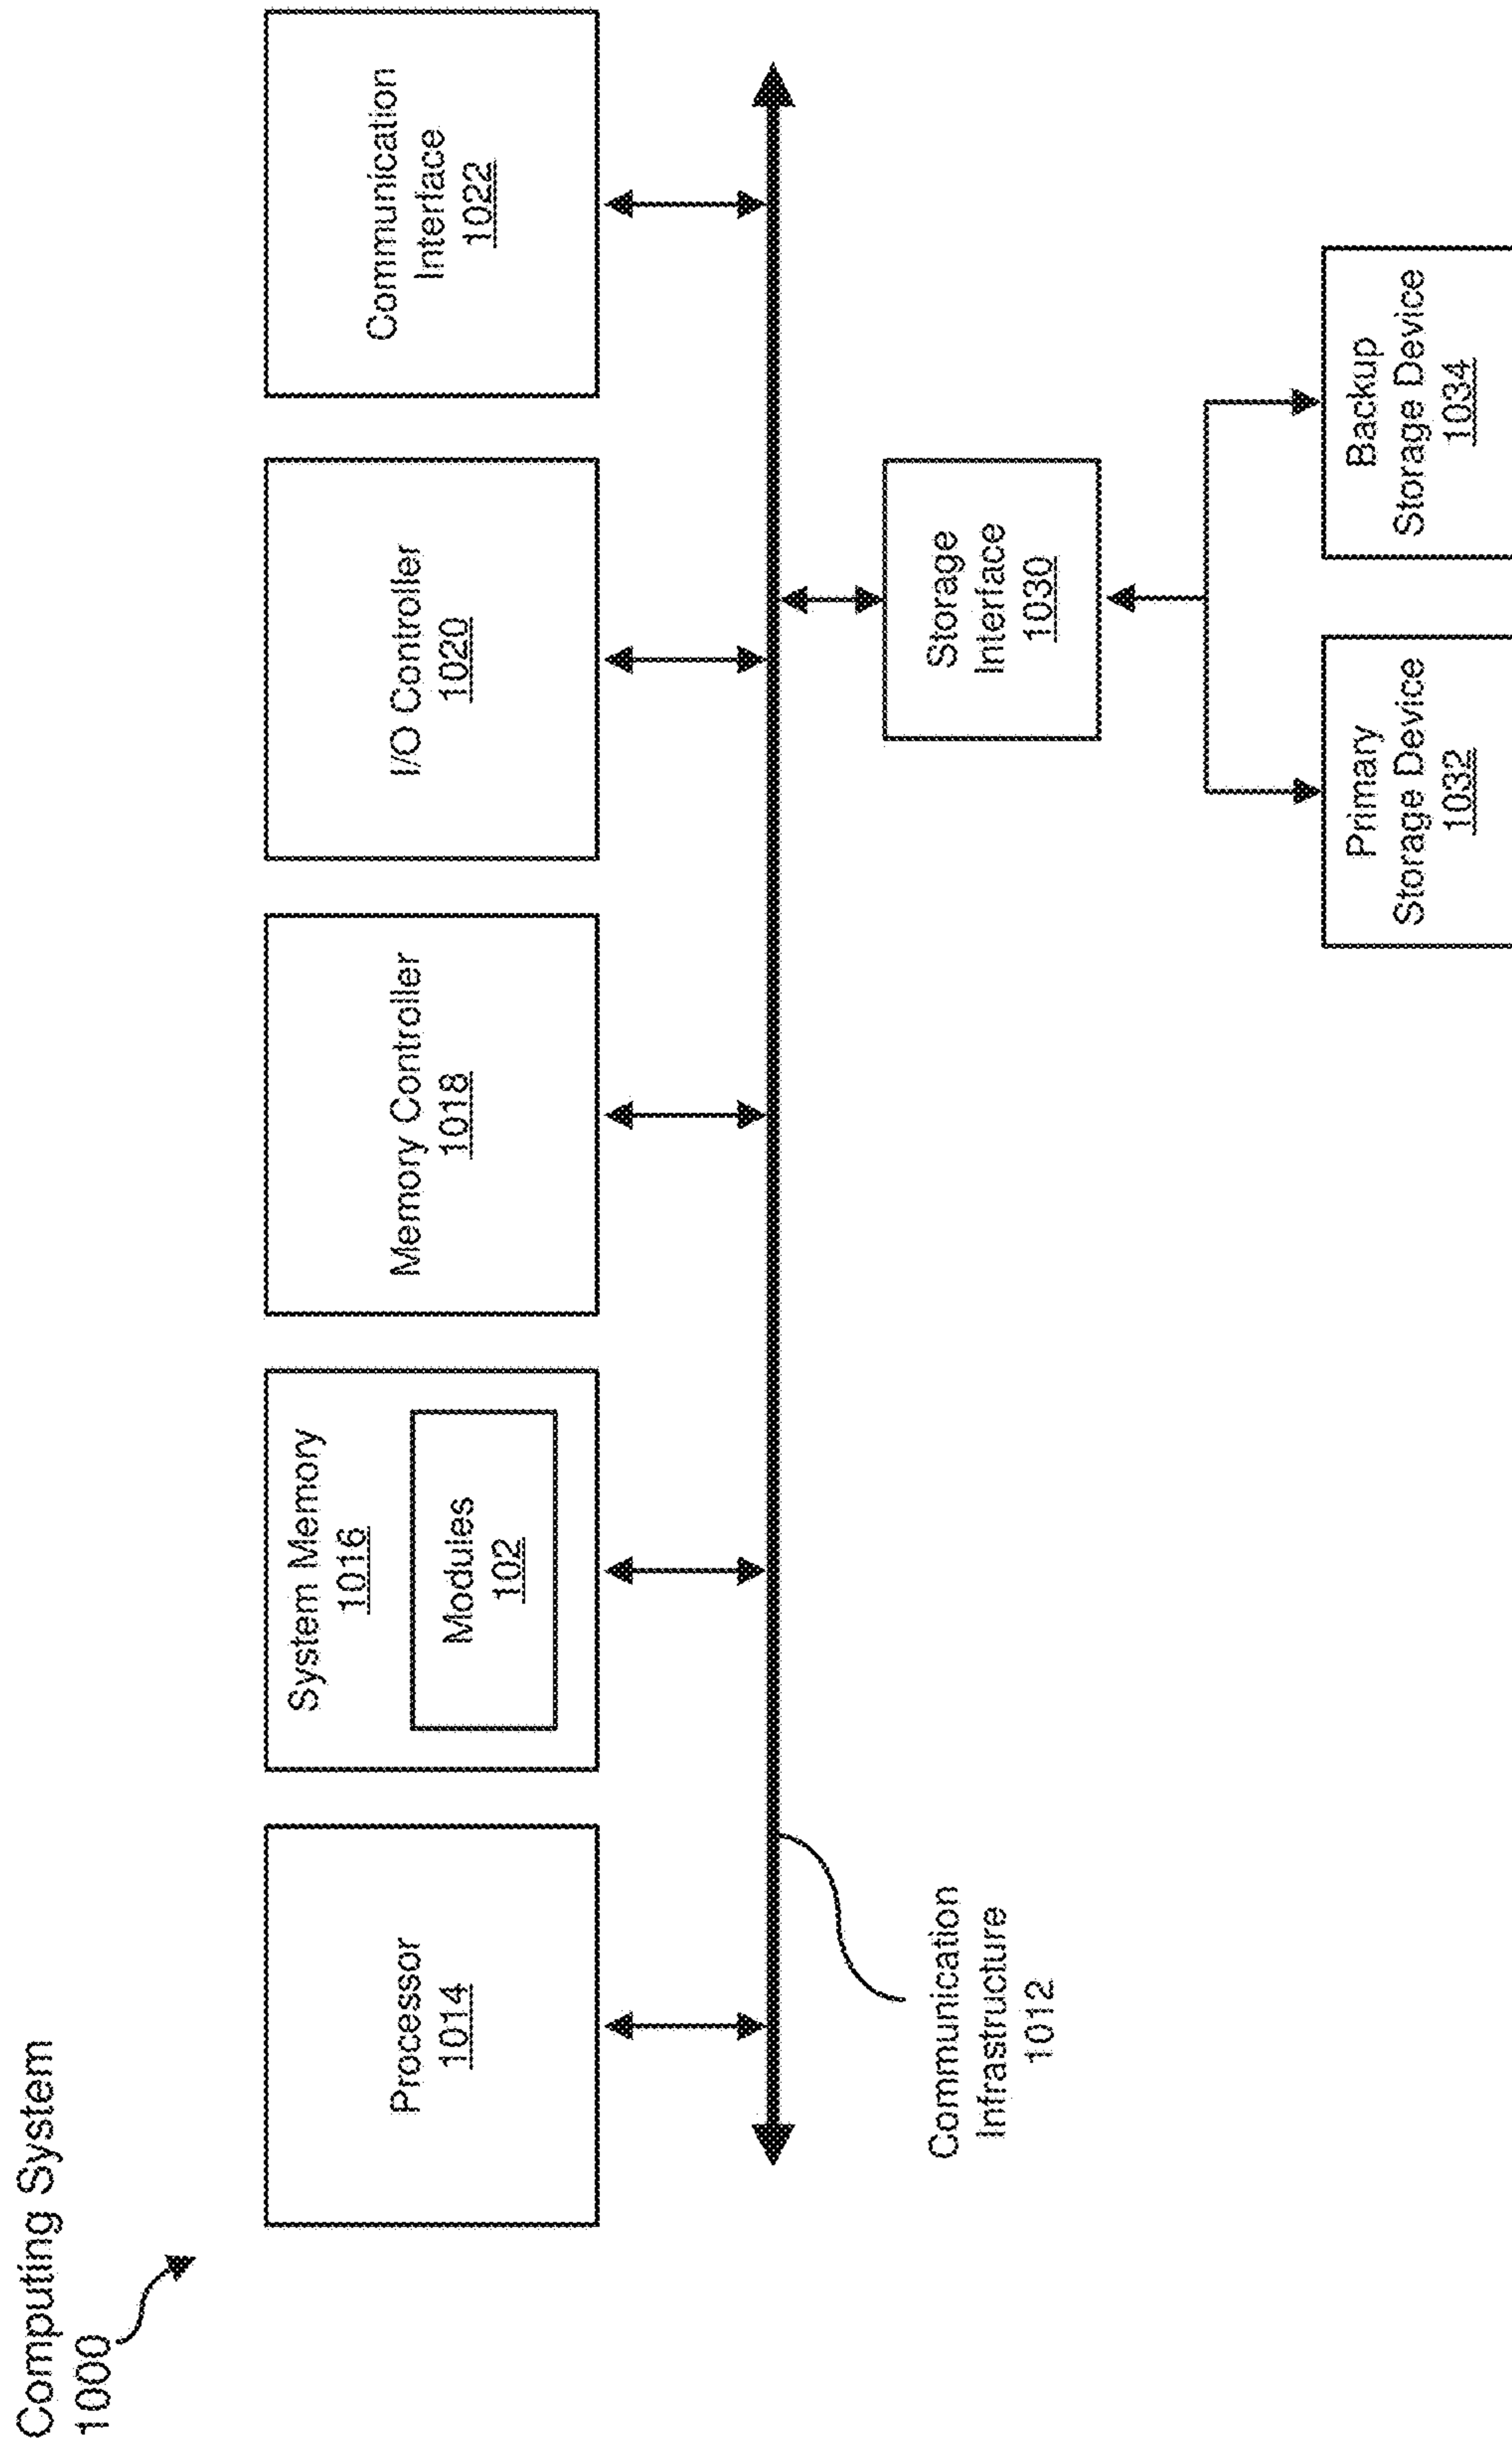 Computing System
1000
Processor
1014
System Memory
1016
Modules
102
Memory Controller
1018
I/O Controller
1020
Communication
Interface
1022
Communication
Infrastructure
1012
Storage
Interface
1030
Primary
Storage Device
1032
Backup
Storage Device
1034